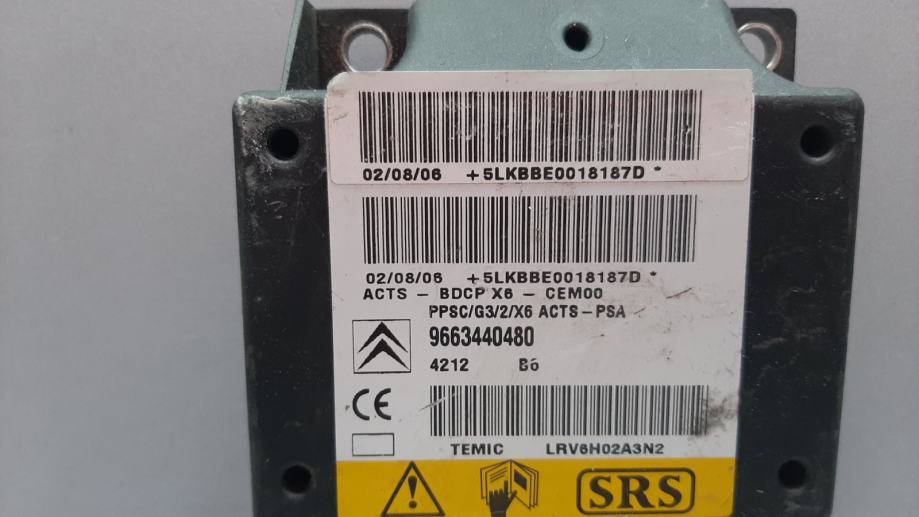 02/08/06 +5LKBBE0018187D *
02/08/06 +5LKBBE0018187D *
ACTS - BDCP X6 - CEM00
PPSC/G3/2/X6 ACTS-PSA
9663440480
4212 B6
CE
TEMIC LRV6H02A3N2
SRS